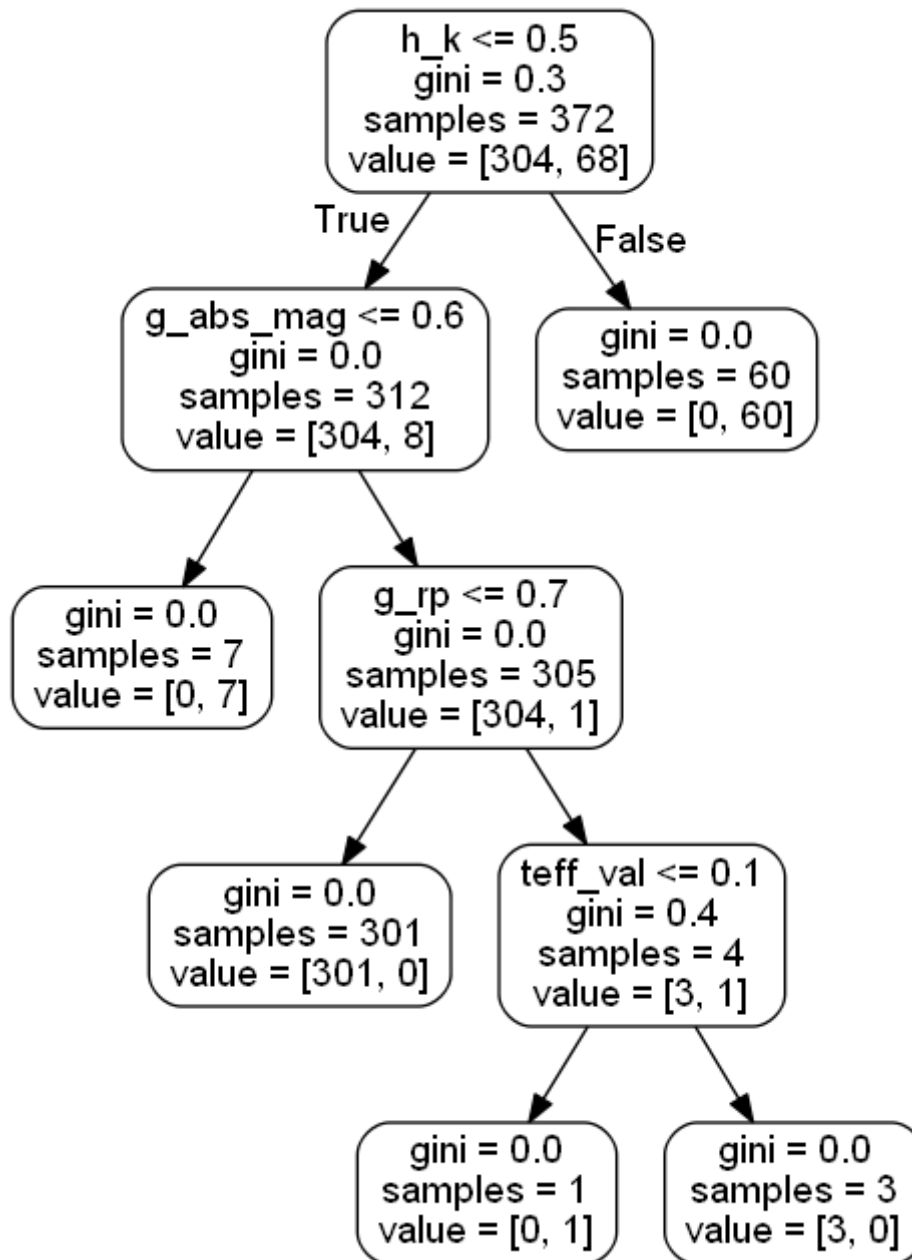 h_k <= 0.5
gini = 0.3
samples = 372
value = [304, 68]
True
False
g_abs_mag <= 0.6
gini = 0.0
samples = 312
value = [304, 8]
gini = 0.0
samples = 60
value = [0, 60]
gini = 0.0
samples = 7
value = [0, 7]
g_rp <= 0.7
gini = 0.0
samples = 305
value = [304, 1]
gini = 0.0
samples = 301
value = [301, 0]
teff_val <= 0.1
gini = 0.4
samples = 4
value = [3, 1]
gini = 0.0
samples = 1
value = [0, 1]
gini = 0.0
samples = 3
value = [3, 0]